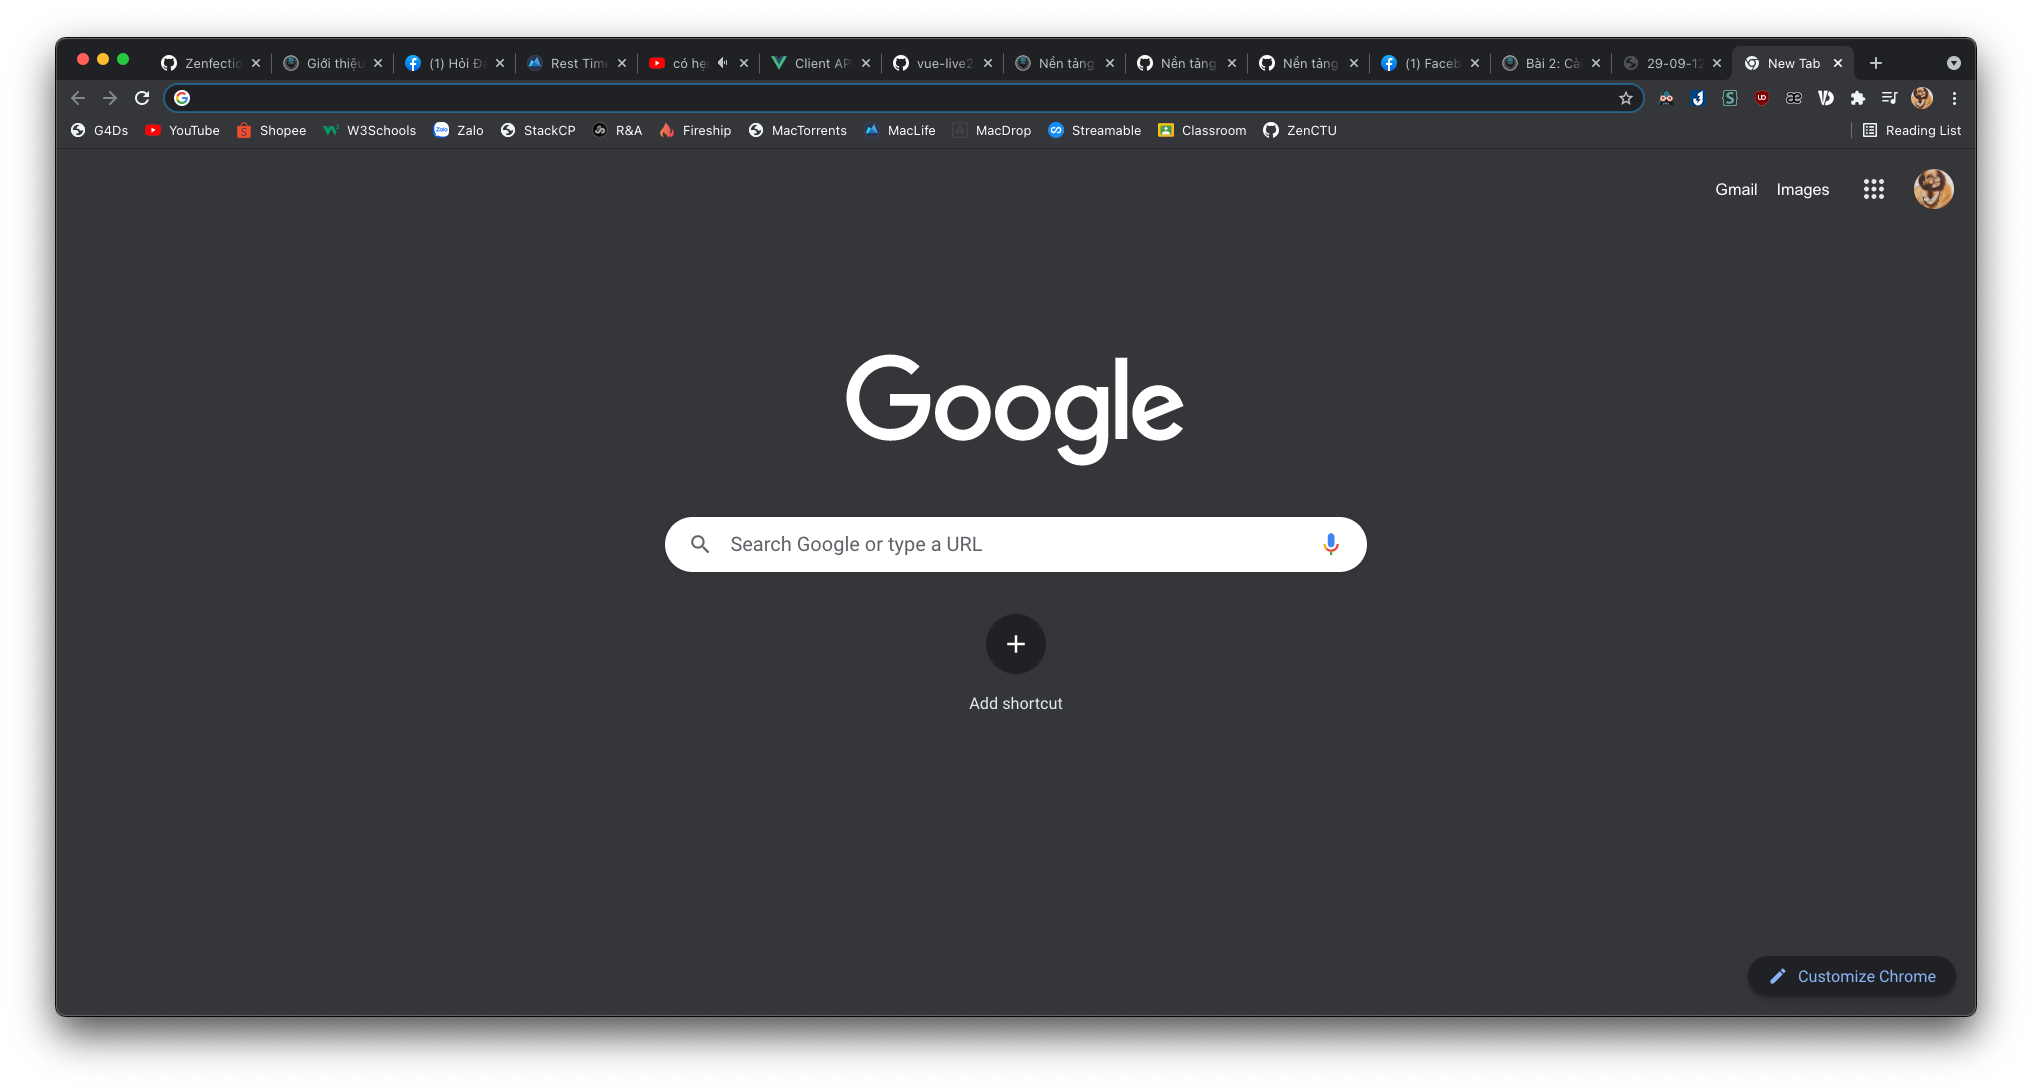 Zenfectio Giới thiệu (1) Hỏi Đá Rest Time có hẹ Client AP vue-live2 Nền tảng Nền tảng Nền tảng (1) Faceb Bài 2: Cà 29-09-12 New Tab
G4Ds YouTube Shopee W3Schools Zalo StackCP R&A Fireship MacTorrents MacLife MacDrop Streamable Classroom ZenCTU Reading List
Gmail Images
Google
Search Google or type a URL
Add shortcut
Customize Chrome